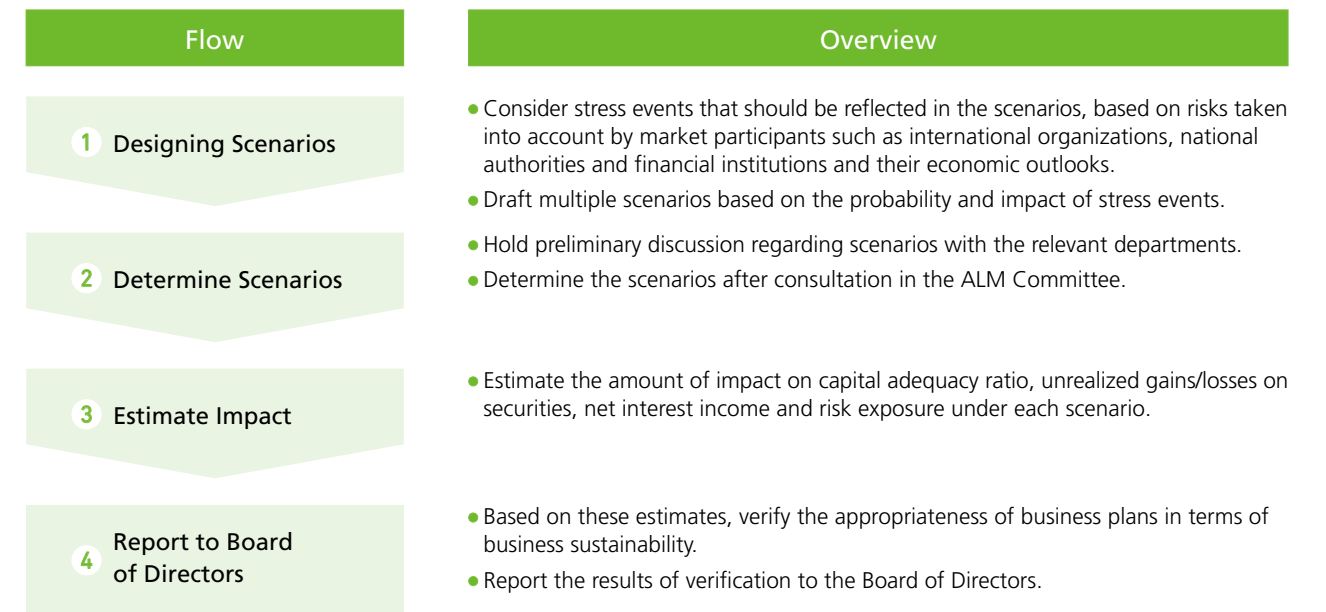 Flow
Overview
1 Designing Scenarios
● Consider stress events that should be reflected in the scenarios, based on risks taken
into account by market participants such as international organizations, national
authorities and financial institutions and their economic outlooks.
● Draft multiple scenarios based on the probability and impact of stress events.
2 Determine Scenarios
● Hold preliminary discussion regarding scenarios with the relevant departments.
● Determine the scenarios after consultation in the ALM Committee.
3 Estimate Impact
● Estimate the amount of impact on capital adequacy ratio, unrealized gains/losses on
securities, net interest income and risk exposure under each scenario.
4 Report to Board
of Directors
● Based on these estimates, verify the appropriateness of business plans in terms of
business sustainability.
● Report the results of verification to the Board of Directors.